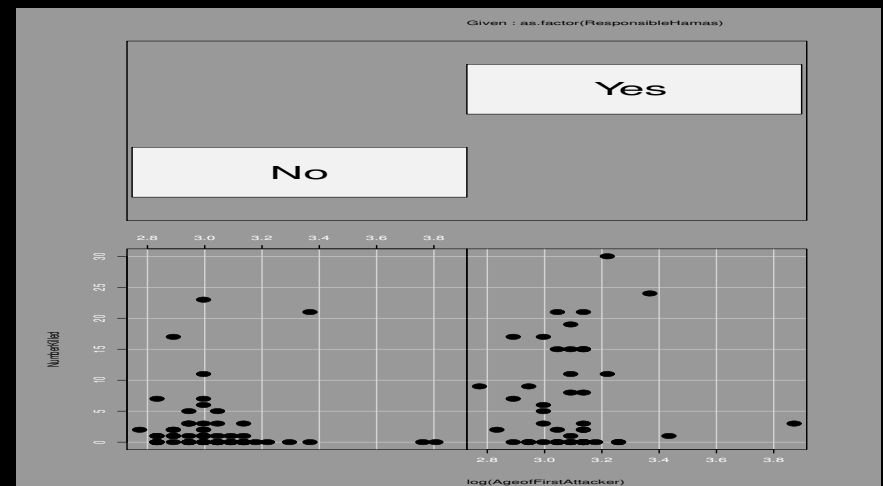 Given : as.factor(ResponsibleHamas)
Yes
No
2.8 3.0 3.2 3.4 3.6 3.8
30
25
20
15
10
5
0
NumberKilled
2.8 3.0 3.2 3.4 3.6 3.8
log(AgeofFirstAttacker)